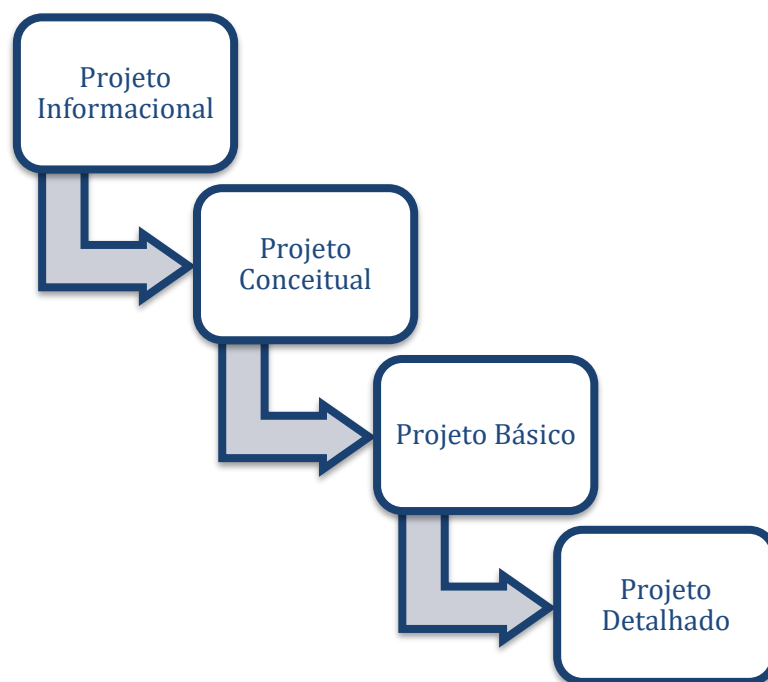 Projeto
Informacional
Projeto
Conceitual
Projeto Básico
Projeto
Detalhado